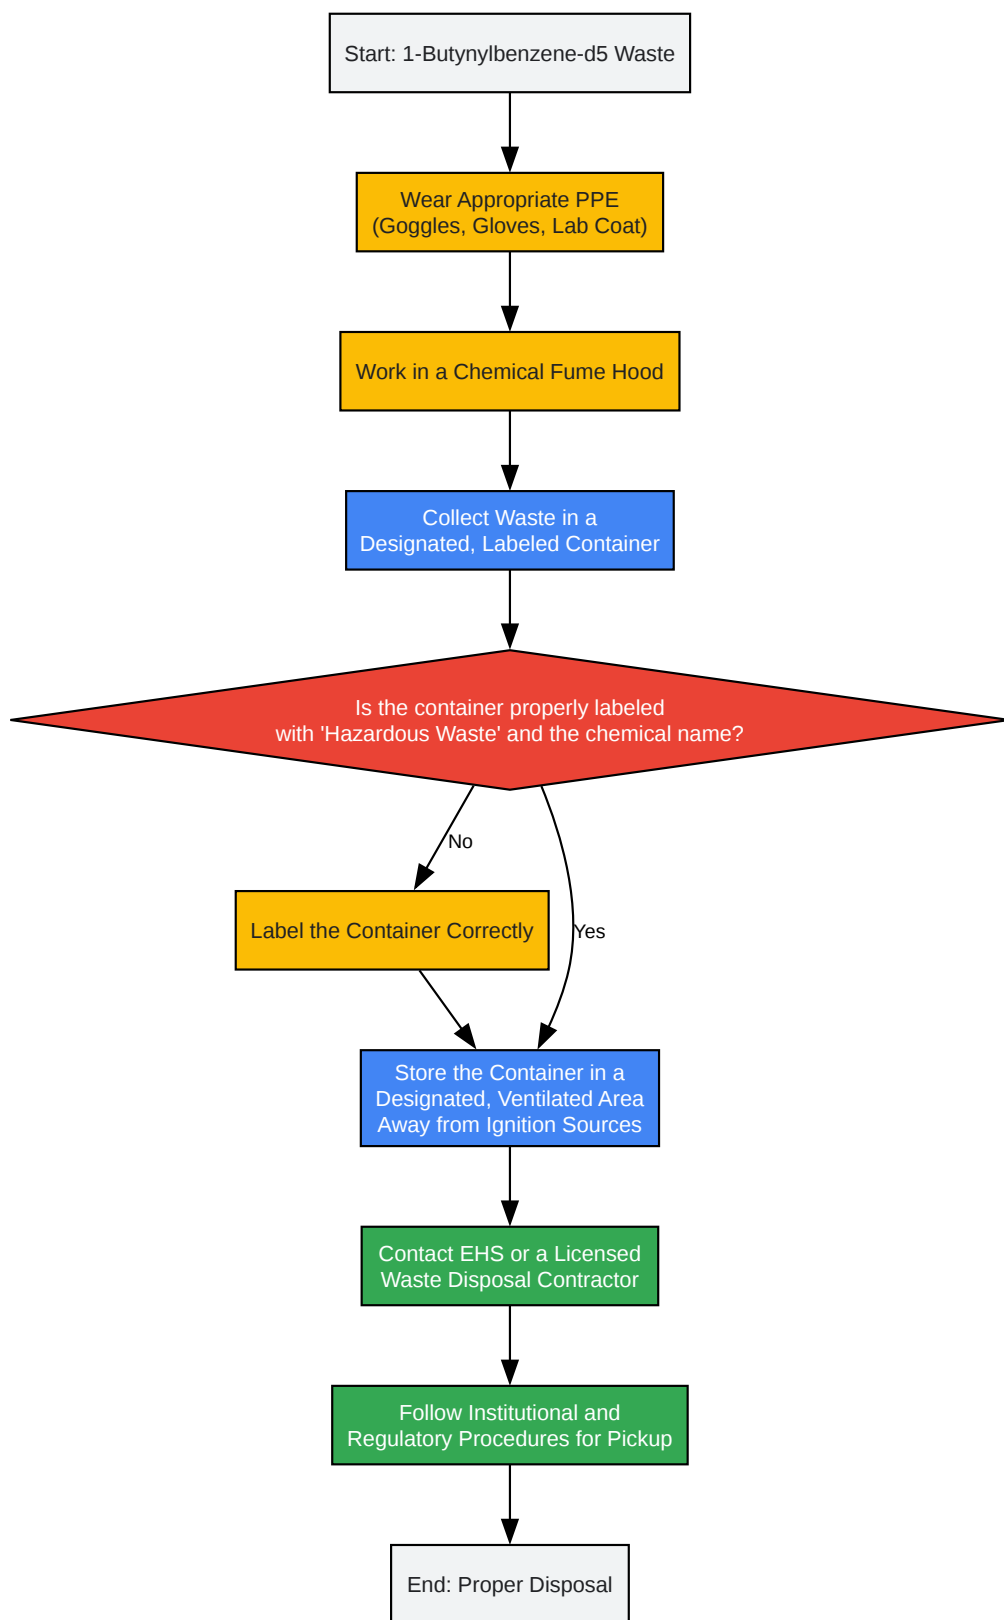 Start: 1-Butynylbenzene-d5 Waste
Wear Appropriate PPE
(Goggles, Gloves, Lab Coat)
Work in a Chemical Fume Hood
Collect Waste in a
Designated, Labeled Container
Is the container properly labeled
with 'Hazardous Waste' and the chemical name?
No
Label the Container Correctly
Yes
Store the Container in a
Designated, Ventilated Area
Away from Ignition Sources
Contact EHS or a Licensed
Waste Disposal Contractor
Follow Institutional and
Regulatory Procedures for Pickup
End: Proper Disposal